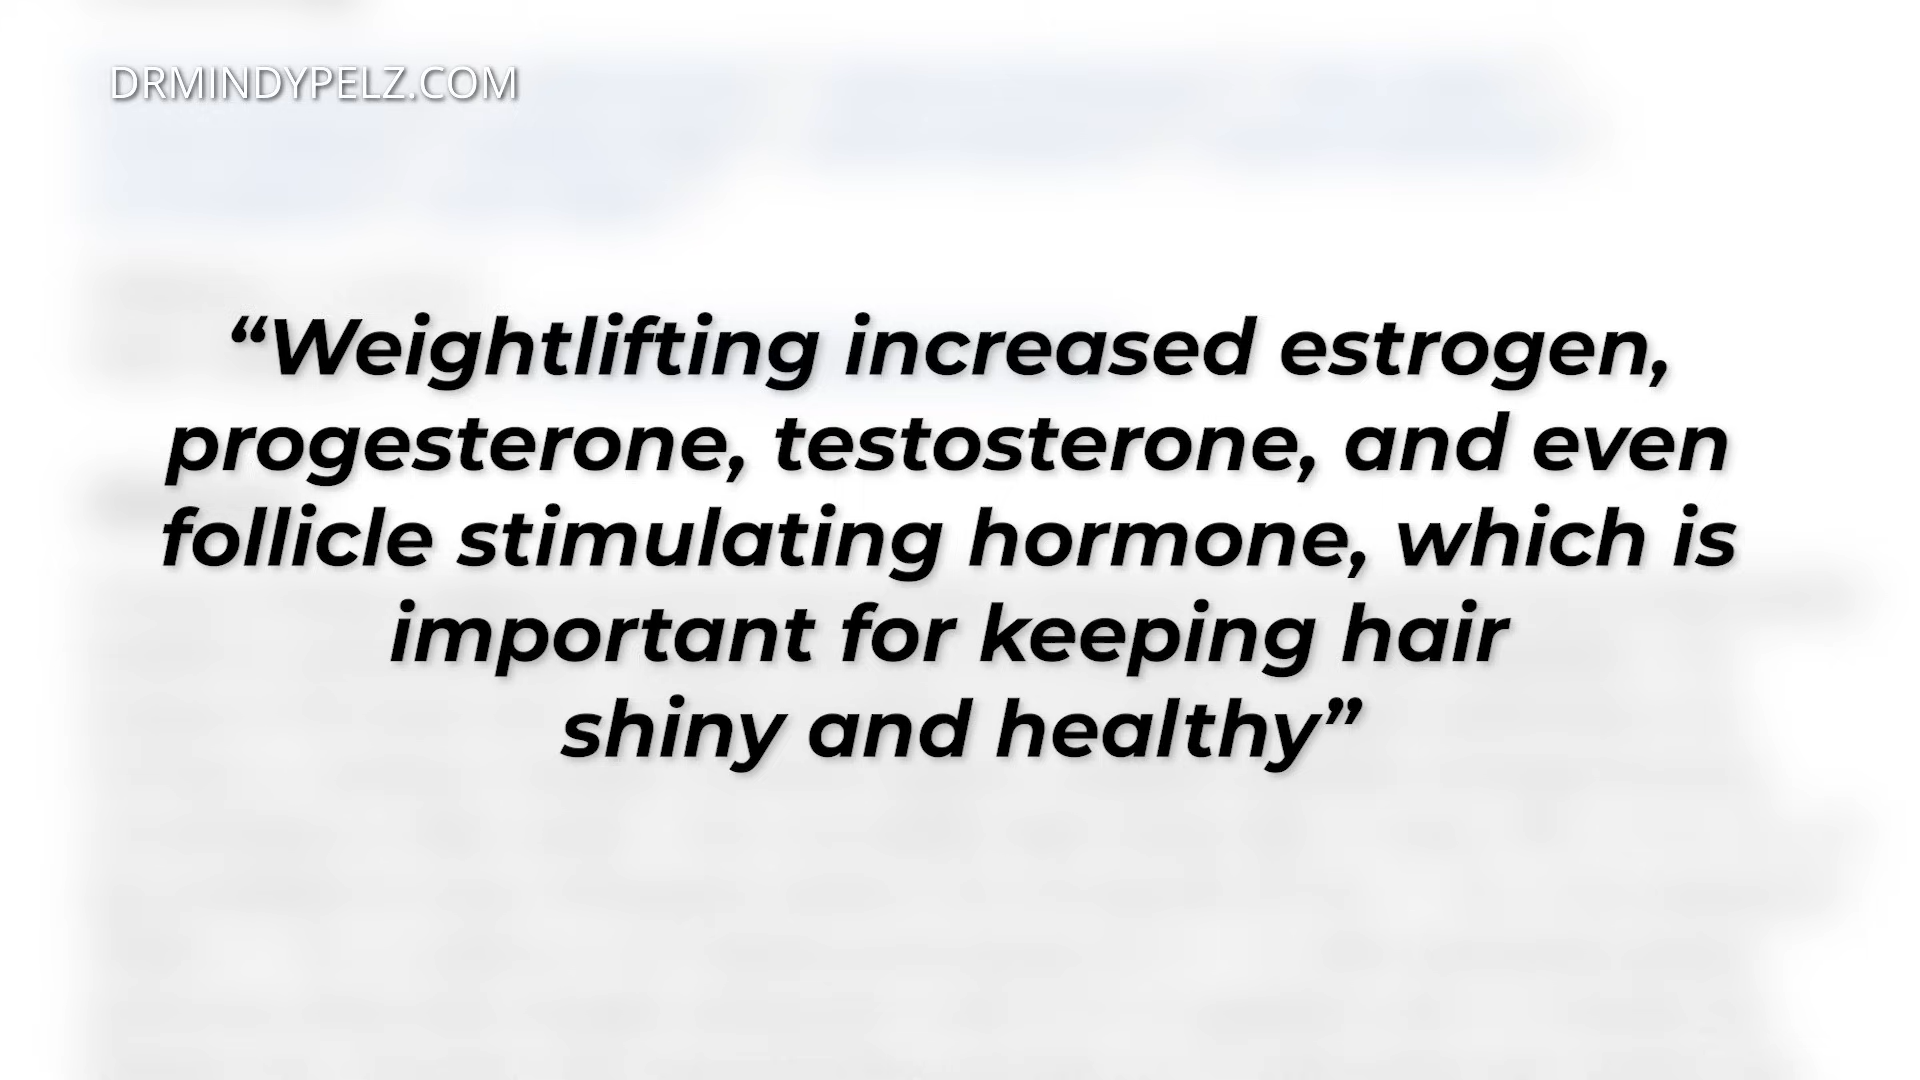 DRMINDYPELZ.COM
“Weightlifting increased estrogen,
progesterone, testosterone, and even
follicle stimulating hormone, which is
important for keeping hair
shiny and healthy”